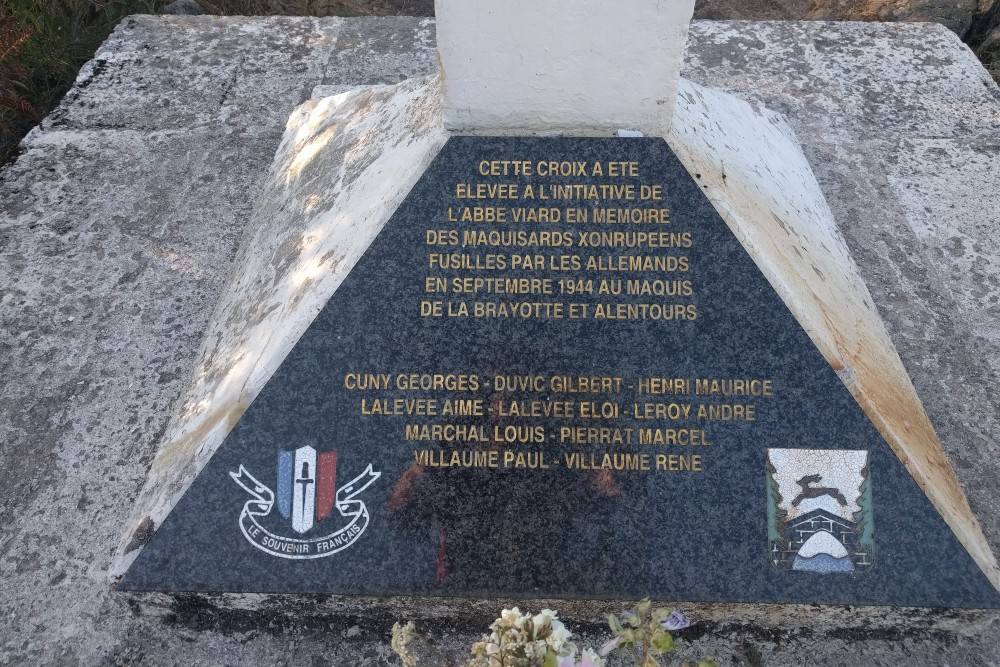 CETTE CROIX A ETE
ELEVEE A L'INITIATIVE DE
L'ABBE VIARD EN MEMOIRE
DES MAQUISARDS XONRUPEENS
FUSILLES PAR LES ALLEMANDS
EN SEPTEMBRE 1944 AU MAQUIS
DE LA BRAYOTTE ET ALENTOURS
CUNY GEORGES - DUVIC GILBERT - HENRI MAURICE
LALEVEE AIME - LALEVEE ELOI - LEROY ANDRE
MARCHAL LOUIS - PIERRAT MARCEL
VILLAUME PAUL - VILLAUME RENE
LE SOUVENIR FRANÇAIS